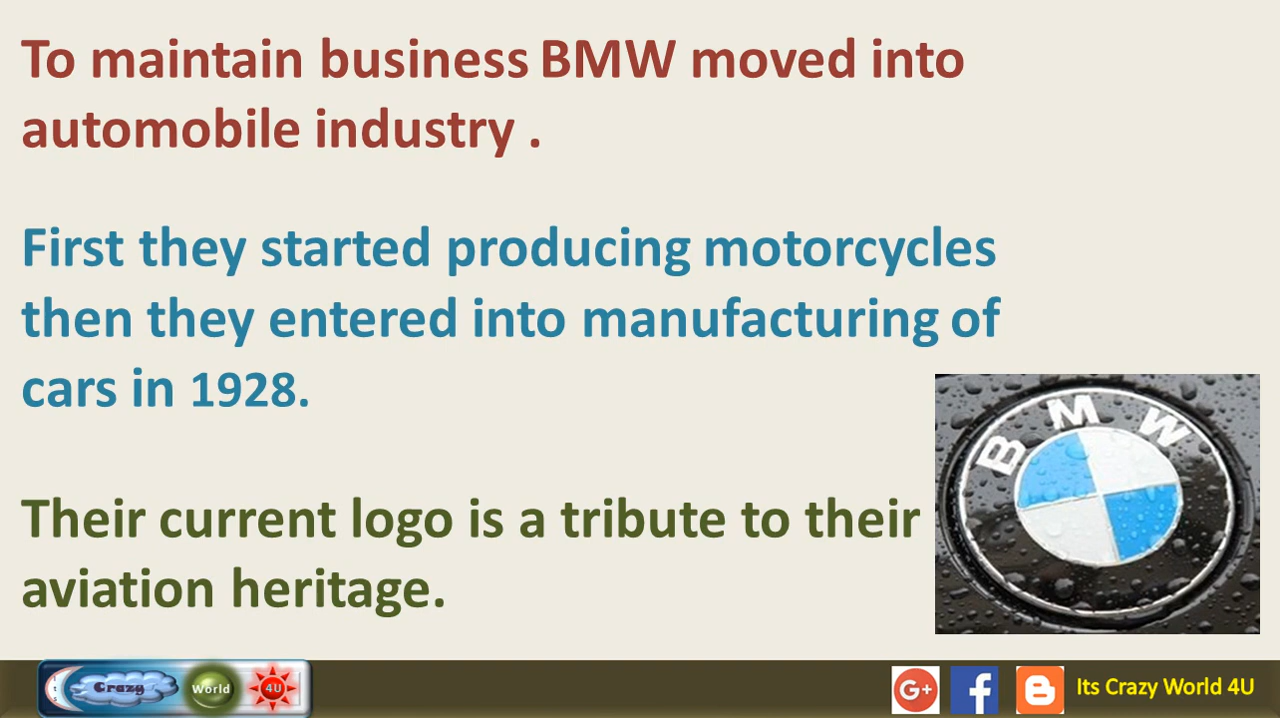 To maintain business BMW moved into
automobile industry .
First they started producing motorcycles
then they entered into manufacturing of
cars in 1928.
Their current logo is a tribute to their
aviation heritage.
BMW
Its Crazy World 4U
G+ f B Its Crazy World 4U